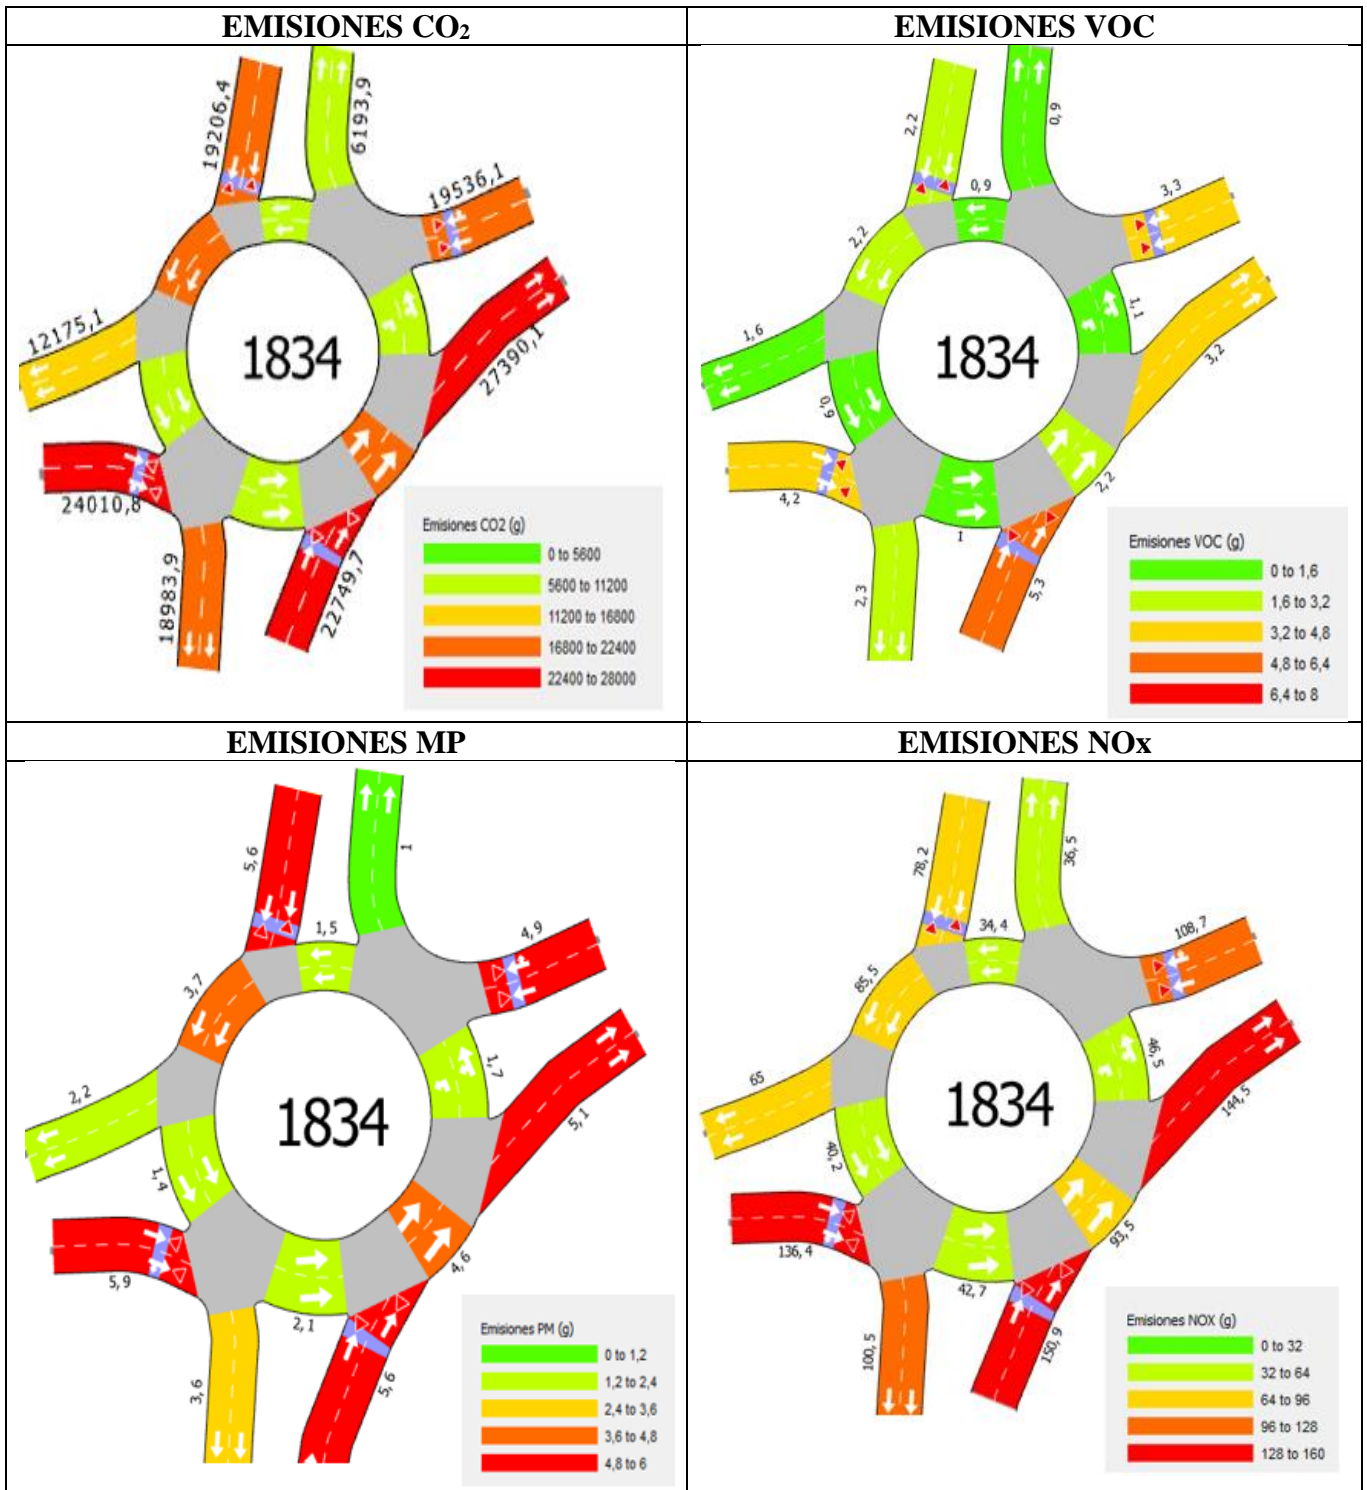 EMISIONES CO₂
19206,4
6193,9
19536,1
12175,1
1834
27390,1
24010,8
18983,9
22749,7
Emisiones CO2 (g)
0 to 5600
5600 to 11200
11200 to 16800
16800 to 22400
22400 to 28000
EMISIONES VOC
2,2
0,9
0,9
3,3
2,2
1,1
1,6
1834
3,2
0,9
4,2
2,2
2,3
1
5,3
Emisiones VOC (g)
0 to 1,6
1,6 to 3,2
3,2 to 4,8
4,8 to 6,4
6,4 to 8
EMISIONES MP
5,6
1
1,5
4,9
3,7
1,7
2,2
1834
5,1
1,4
5,9
4,6
2,1
3,6
5,6
Emisiones PM (g)
0 to 1,2
1,2 to 2,4
2,4 to 3,6
3,6 to 4,8
4,8 to 6
EMISIONES NOx
78,2
36,5
34,4
108,7
85,5
46,5
65
1834
144,5
40,2
136,4
93,5
42,7
100,5
150,9
Emisiones NOX (g)
0 to 32
32 to 64
64 to 96
96 to 128
128 to 160